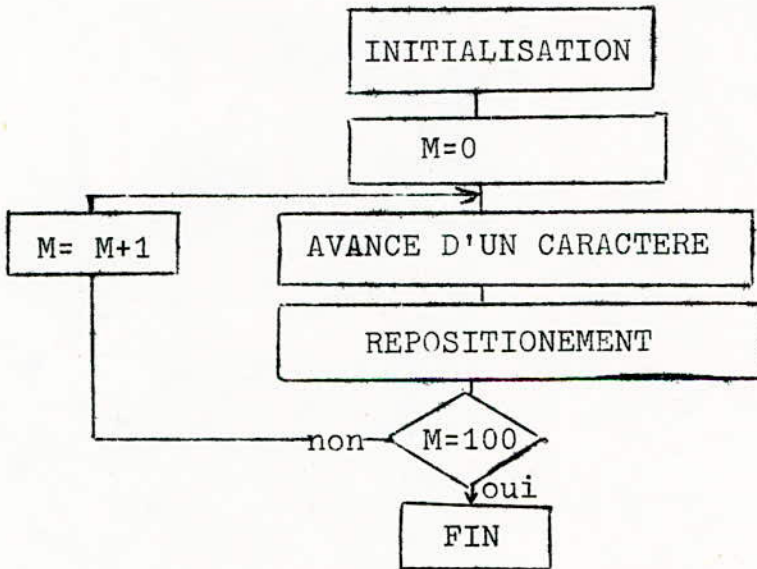 INITIALISATION
M=0
M= M+1
AVANCE D'UN CARACTERE
REPOSITIONEMENT
non
M=100
oui
FIN